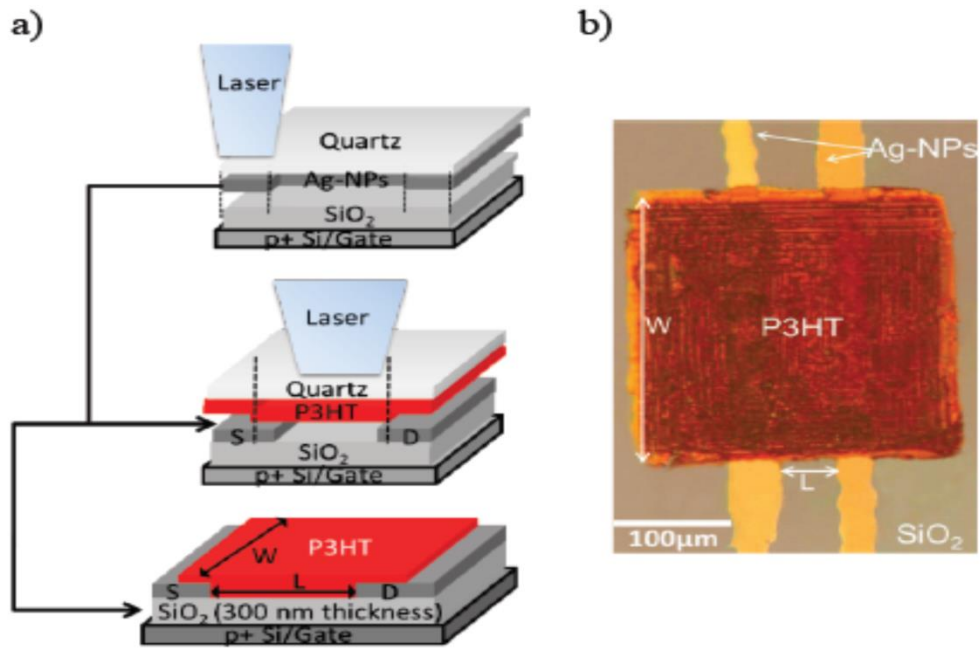 a)
Laser
Quartz
Ag-NPs
SiO₂
p+ Si/Gate
Laser
Quartz
P3HT
S D
SiO₂
p+ Si/Gate
P3HT
W
L
S D
SiO₂ (300 nm thickness)
p+ Si/Gate
b)
Ag-NPs
W P3HT
L
100µm
SiO₂